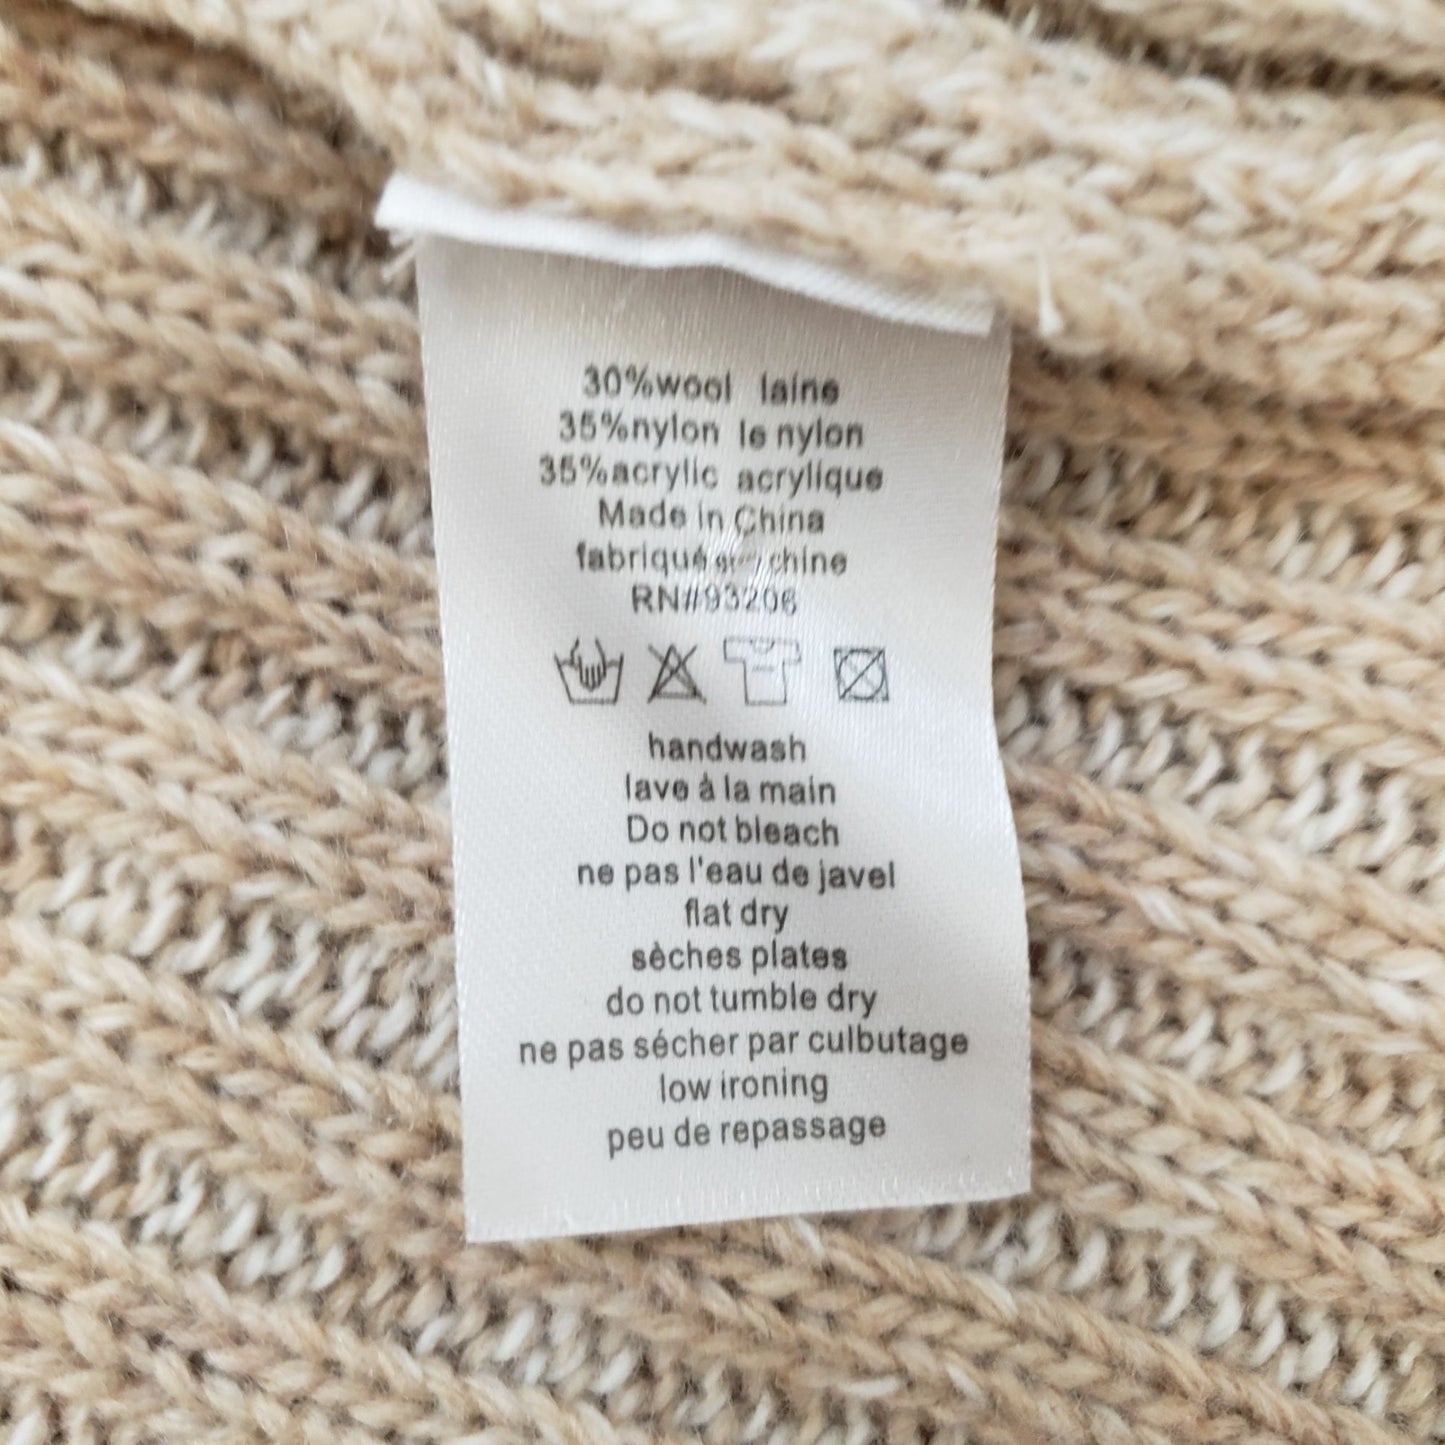 30%wool laine
35%nylon le nylon
35%acrylic acrylique
Made in China
fabriqué chine
RN#93206
handwash
lave à la main
Do not bleach
ne pas l'eau de javel
flat dry
sèches plates
do not tumble dry
ne pas sécher par culbutage
low ironing
peu de repassage